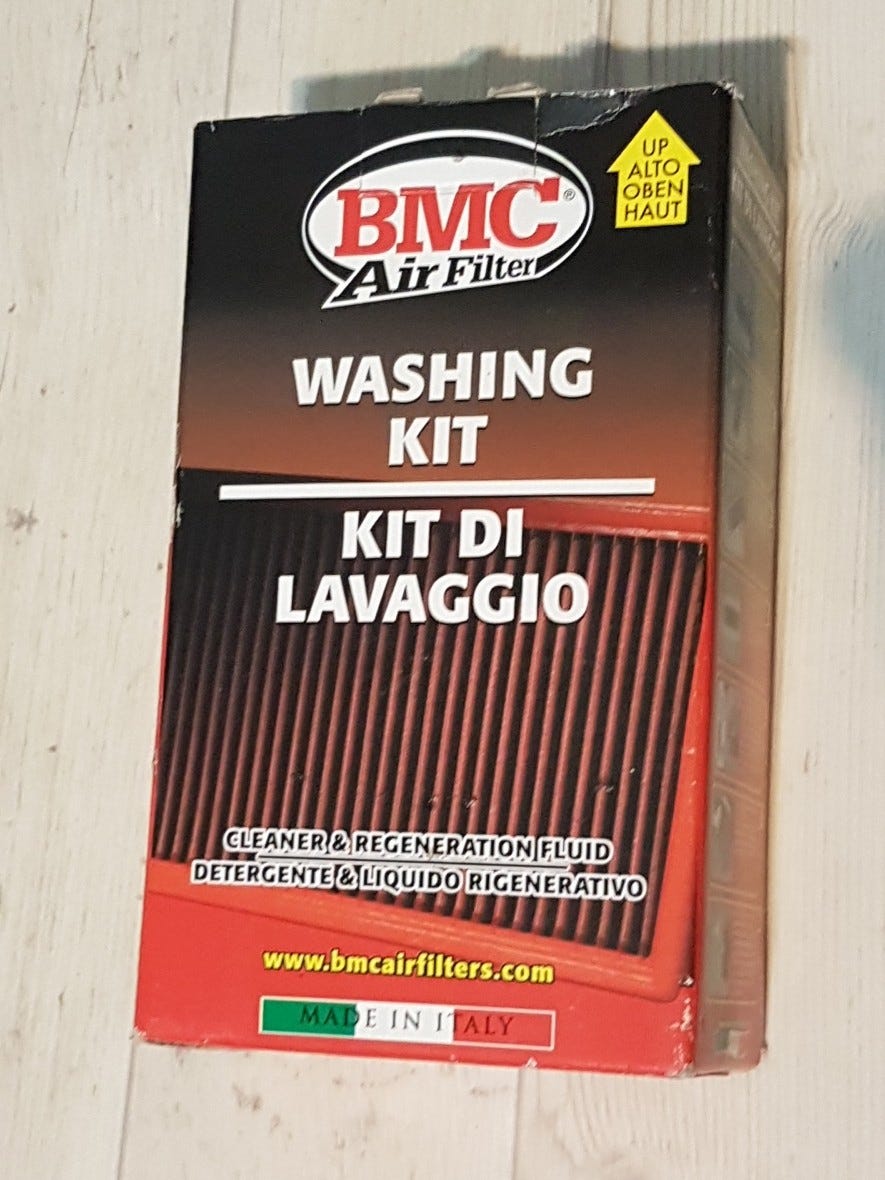 BMC®
Air Filter
UP
ALTO
OBEN
HAUT
WASHING
KIT
KIT DI
LAVAGGIO
CLEANER & REGENERATION FLUID
DETERGENTE & LIQUIDO RIGENERATIVO
www.bmcairfilters.com
MADE IN ITALY